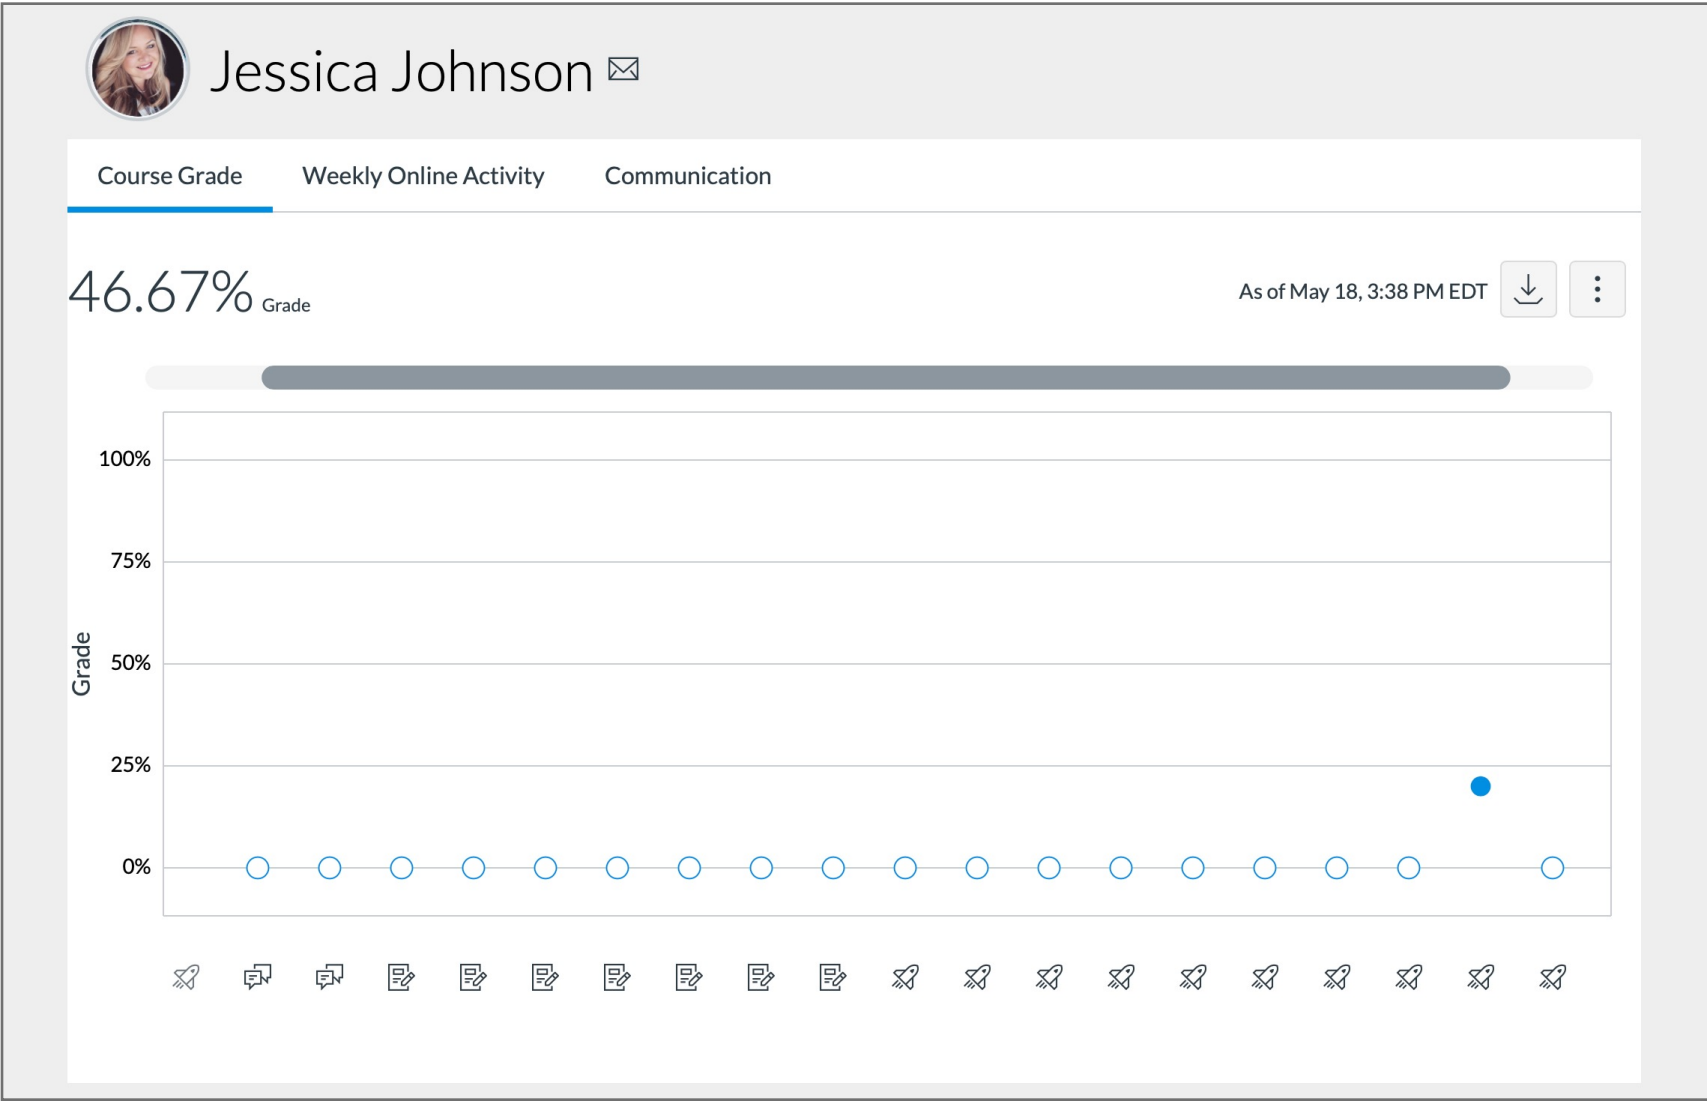 Jessica Johnson
Course Grade Weekly Online Activity Communication
46.67% Grade
As of May 18, 3:38 PM EDT
100%
75%
50%
25%
0%
Grade